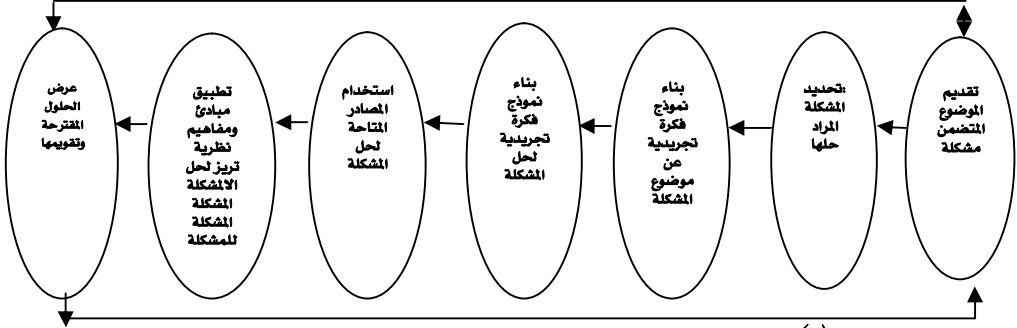 تقديم
الموضوع
المتضمن
مشكلة
تحديد:
المشكلة
المراد
حلها
بناء
نموذج
فكرة
تجريدية
عن
موضوع
المشكلة
بناء
نموذج
فكرة
تجريدية
لحل
المشكلة
استخدام
المصادر
المتاحة
لحل
المشكلة
تطبيق
مبادئ
ومفاهيم
نظرية
تريز لحل
الالمشكلة
المشكلة
المشكلة
للمشكلة
عرض
الحلول
المقترحة
وتقويمها